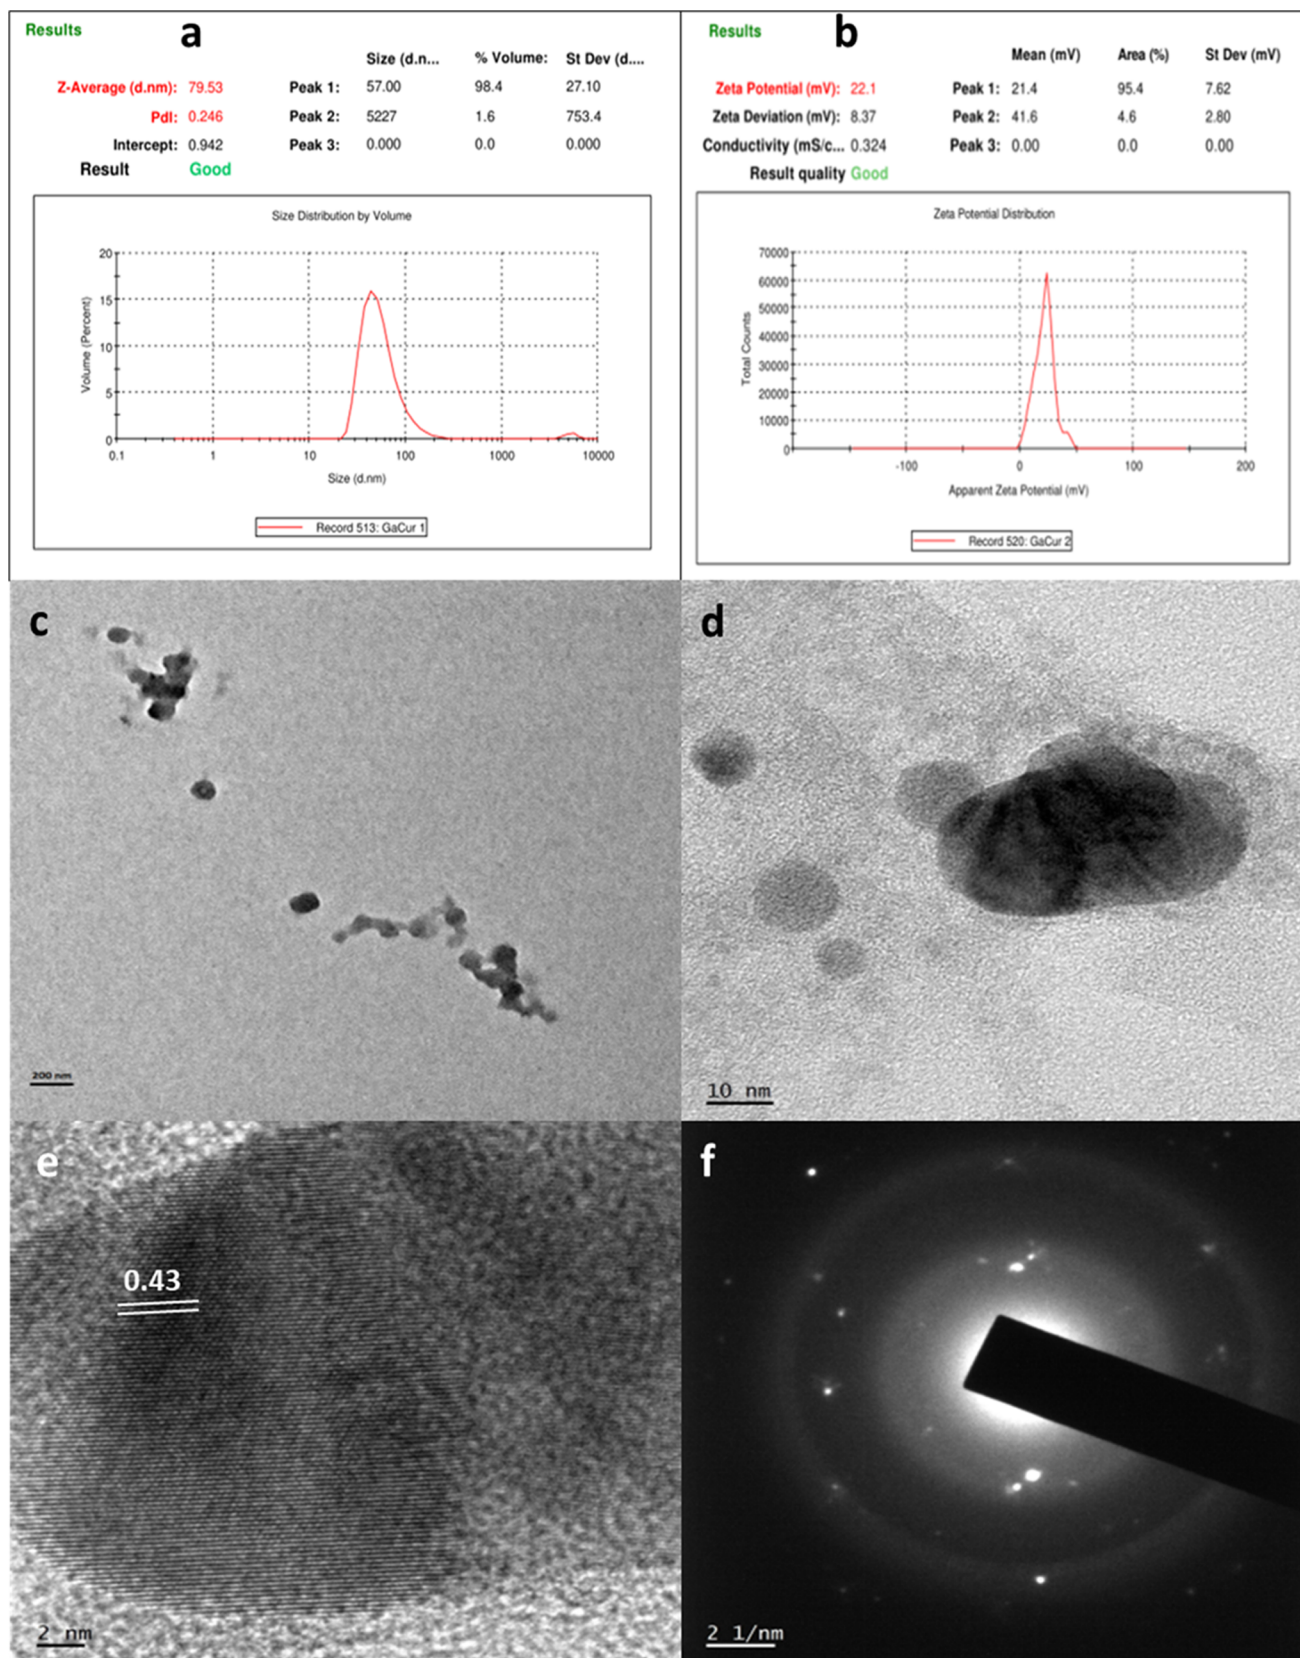 Results
a
Size (d.n... % Volume: St Dev (d....
Z-Average (d.nm): 79.53 Peak 1: 57.00 98.4 27.10
PdI: 0.246 Peak 2: 5227 1.6 753.4
Intercept: 0.942 Peak 3: 0.000 0.0 0.000
Result Good
Size Distribution by Volume
20
15
10
5
0
Volume (Percent)
0.1 1 10 100 1000 10000
Size (d.nm)
Record 513: GaCur 1
Results
b
Mean (mV) Area (%) St Dev (mV)
Zeta Potential (mV): 22.1 Peak 1: 21.4 95.4 7.62
Zeta Deviation (mV): 8.37 Peak 2: 41.6 4.6 2.80
Conductivity (mS/c... 0.324 Peak 3: 0.00 0.0 0.00
Result quality Good
Zeta Potential Distribution
70000
60000
50000
40000
30000
20000
10000
0
Total Counts
-100 0 100 200
Apparent Zeta Potential (mV)
Record 520: GaCur 2
c
200 nm
d
10 nm
e
0.43
2 nm
f
2 1/nm